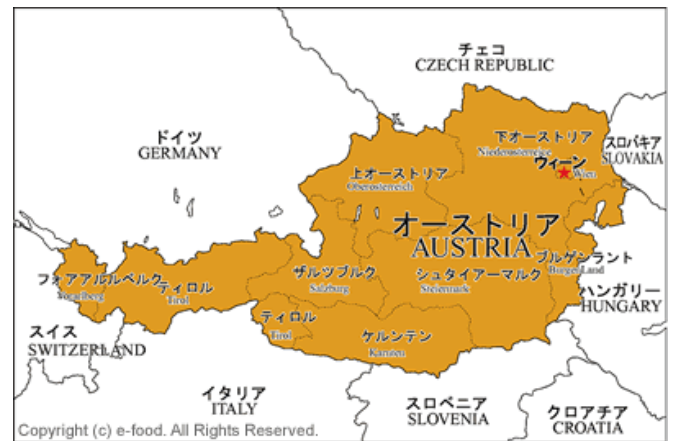 チェコ
CZECH REPUBLIC
ドイツ
GERMANY
下オーストリア
Niederosterreice
スロバキア
SLOVAKIA
ウィーン
Wien
上オーストリア
Oberosterreich
オーストリア
AUSTRIA
ブルゲンラント
BurgenLand
フォアアルルベルク
Voralberg
ティロル
Tirol
ザルツブルク
Salzburg
シュタイアーマルク
Steiermark
ハンガリー
HUNGARY
ティロル
Tirol
ケルンテン
Karnten
スイス
SWITZERLAND
イタリア
ITALY
スロベニア
SLOVENIA
クロアチア
CROATIA
Copyright (c) e-food. All Rights Reserved.